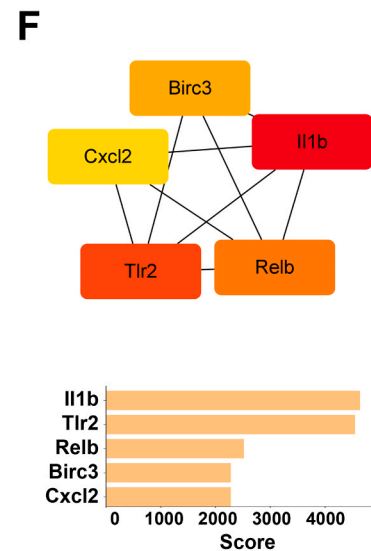 F
Birc3
Il1b
Cxcl2
Tlr2
Relb
Il1b
Tlr2
Relb
Birc3
Cxcl2
0 1000 2000 3000 4000
Score